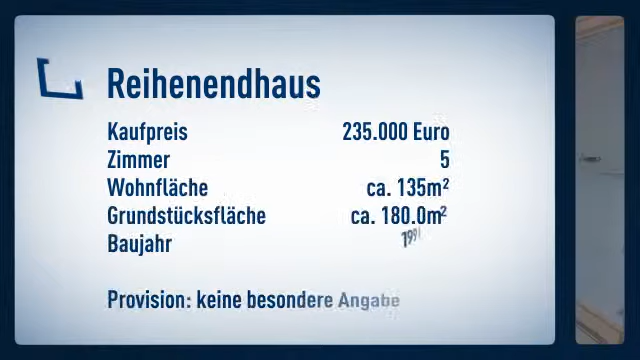 Reihenendhaus
Kaufpreis 235.000 Euro
Zimmer 5
Wohnfläche ca. 135m²
Grundstücksfläche ca. 180.0m²
Baujahr
Provision: keine besondere Angabe